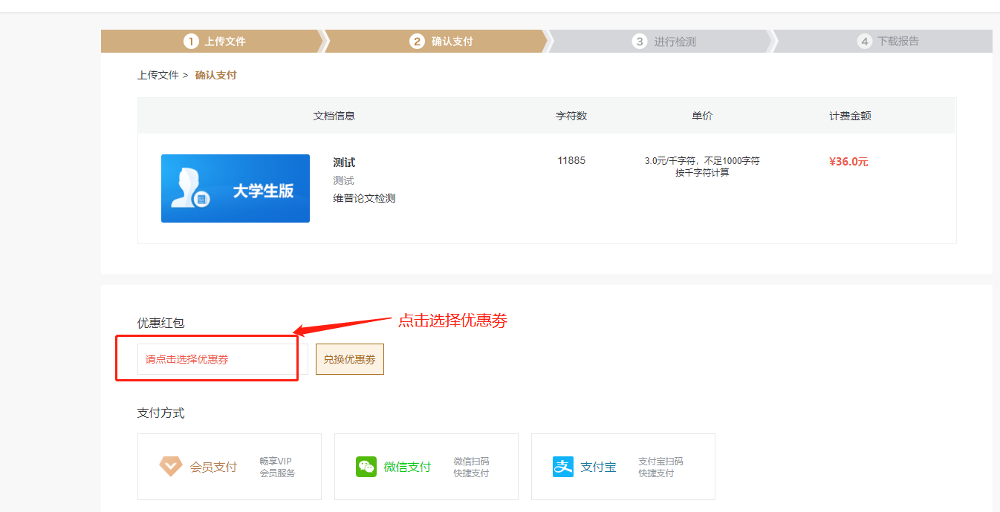 1 上传文件
2 确认支付
3 进行检测
4 下载报告
上传文件 > 确认支付
文档信息 字符数 单价 计费金额
大学生版
测试
测试
维普论文检测
11885
3.0元/千字符，不足1000字符
按千字符计算
¥36.0元
优惠红包
点击选择优惠劵
请点击选择优惠券
兑换优惠劵
支付方式
会员支付
畅享VIP
会员服务
微信支付
微信扫码
快捷支付
支
支付宝
支付宝扫码
快捷支付